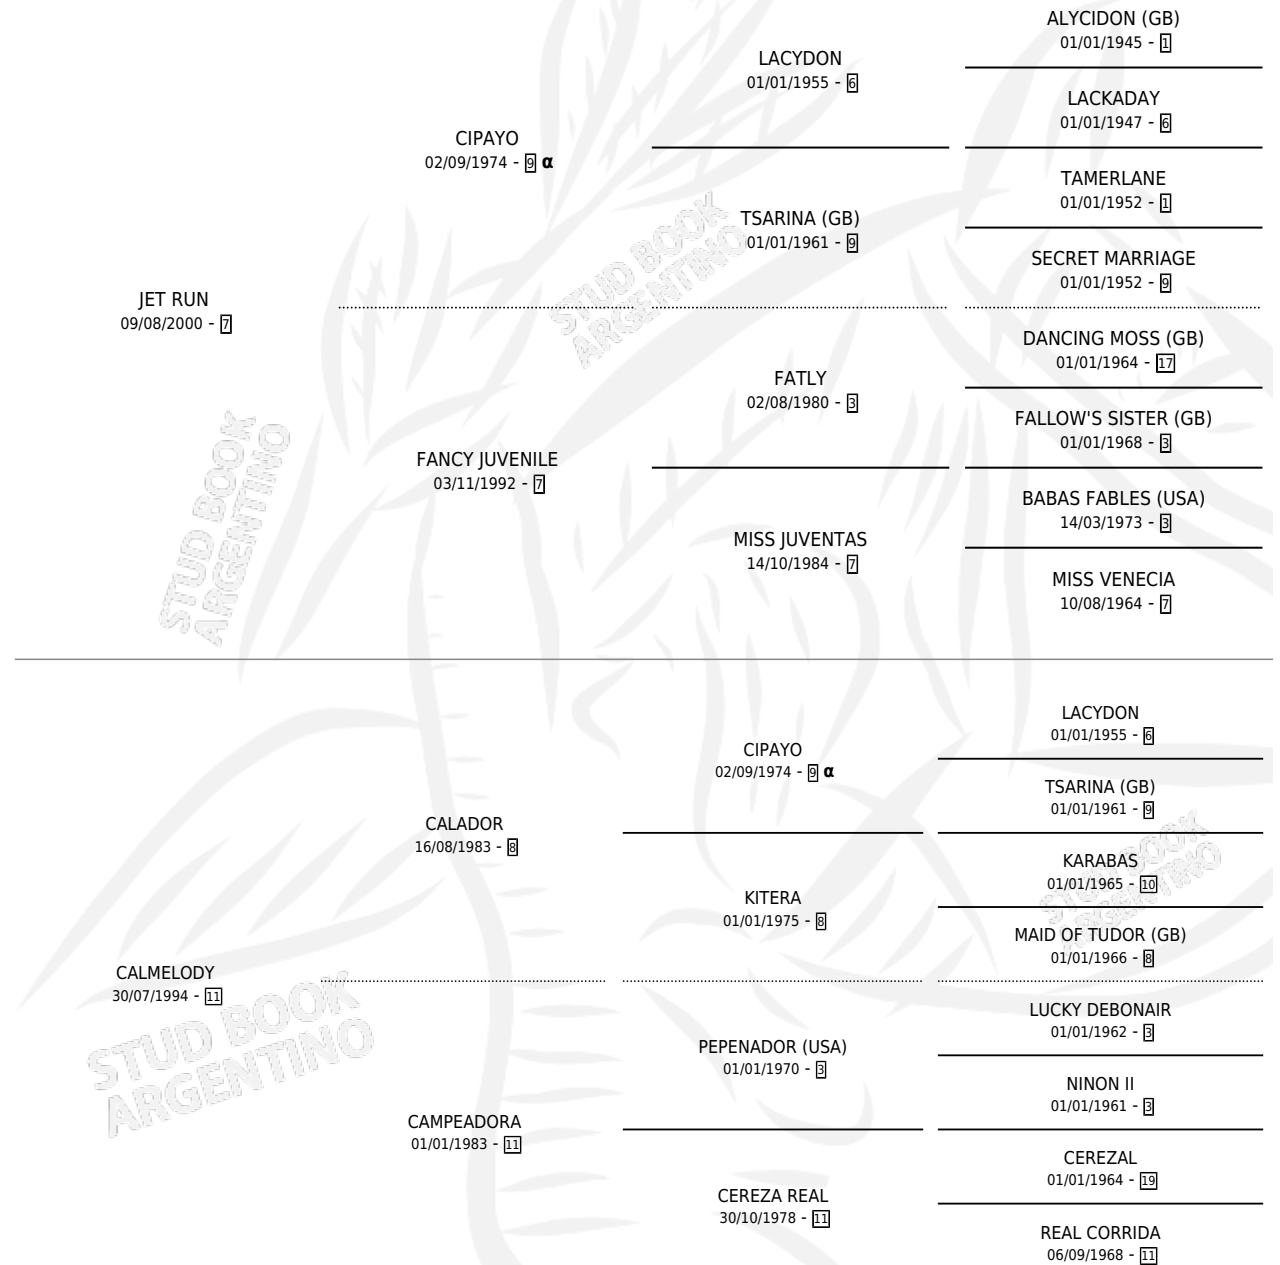 ALYCIDON (GB)
01/01/1945 - 1
LACYDON
01/01/1955 - 6
LACKADAY
01/01/1947 - 6
CIPAYO
02/09/1974 - 9 α
TAMERLANE
01/01/1952 - 1
TSARINA (GB)
01/01/1961 - 9
SECRET MARRIAGE
01/01/1952 - 9
STUD BOOK
ARGENTINO
JET RUN
09/08/2000 - 7
DANCING MOSS (GB)
01/01/1964 - 17
FATLY
02/08/1980 - 3
FALLOW'S SISTER (GB)
01/01/1968 - 3
FANCY JUVENILE
03/11/1992 - 7
BABAS FABLES (USA)
14/03/1973 - 3
MISS JUVENTAS
14/10/1984 - 7
MISS VENECIA
10/08/1964 - 7
STUD BOOK
ARGENTINO
LACYDON
01/01/1955 - 6
CIPAYO
02/09/1974 - 9 α
TSARINA (GB)
01/01/1961 - 9
CALADOR
16/08/1983 - 8
KARABAS
01/01/1965 - 10
KITERA
01/01/1975 - 8
MAID OF TUDOR (GB)
01/01/1966 - 8
STUD BOOK
ARGENTINO
CALMELODY
30/07/1994 - 11
LUCKY DEBONAIR
01/01/1962 - 3
PEPENADOR (USA)
01/01/1970 - 3
NINON II
01/01/1961 - 3
STUD BOOK
ARGENTINO
CAMPEADORA
01/01/1983 - 11
CEREZAL
01/01/1964 - 19
CEREZA REAL
30/10/1978 - 11
REAL CORRIDA
06/09/1968 - 11